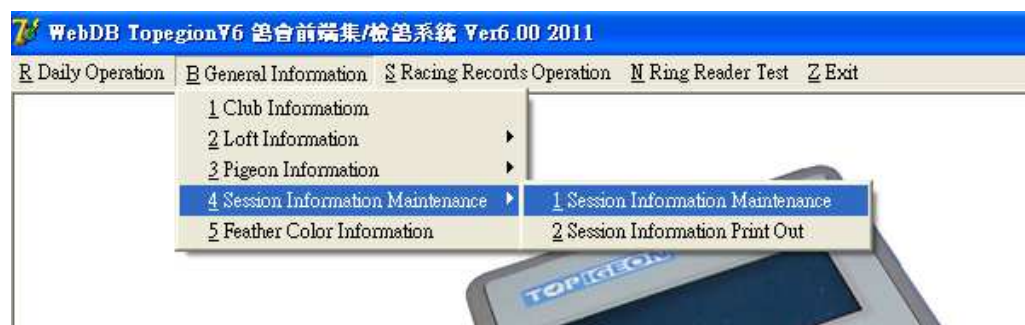 WebDB TopegionV6 鴿會前端集/檢鴿系統 Ver6.00 2011
R Daily Operation B General Information S Racing Records Operation N Ring Reader Test Z Exit
1 Club Informatiom
2 Loft Information
3 Pigeon Information
4 Session Information Maintenance 1 Session Information Maintenance
5 Feather Color Information 2 Session Information Print Out
TOPIGEON